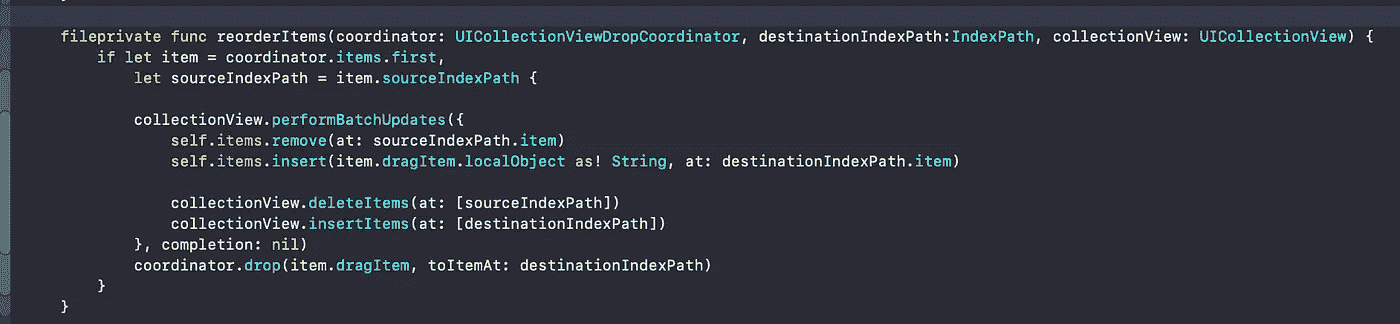 fileprivate func reorderItems(coordinator: UICollectionViewDropCoordinator, destinationIndexPath:IndexPath, collectionView: UICollectionView) {
if let item = coordinator.items.first,
let sourceIndexPath = item.sourceIndexPath {
collectionView.performBatchUpdates({
self.items.remove(at: sourceIndexPath.item)
self.items.insert(item.dragItem.localObject as! String, at: destinationIndexPath.item)
collectionView.deleteItems(at: [sourceIndexPath])
collectionView.insertItems(at: [destinationIndexPath])
}, completion: nil)
coordinator.drop(item.dragItem, toItemAt: destinationIndexPath)
}
}